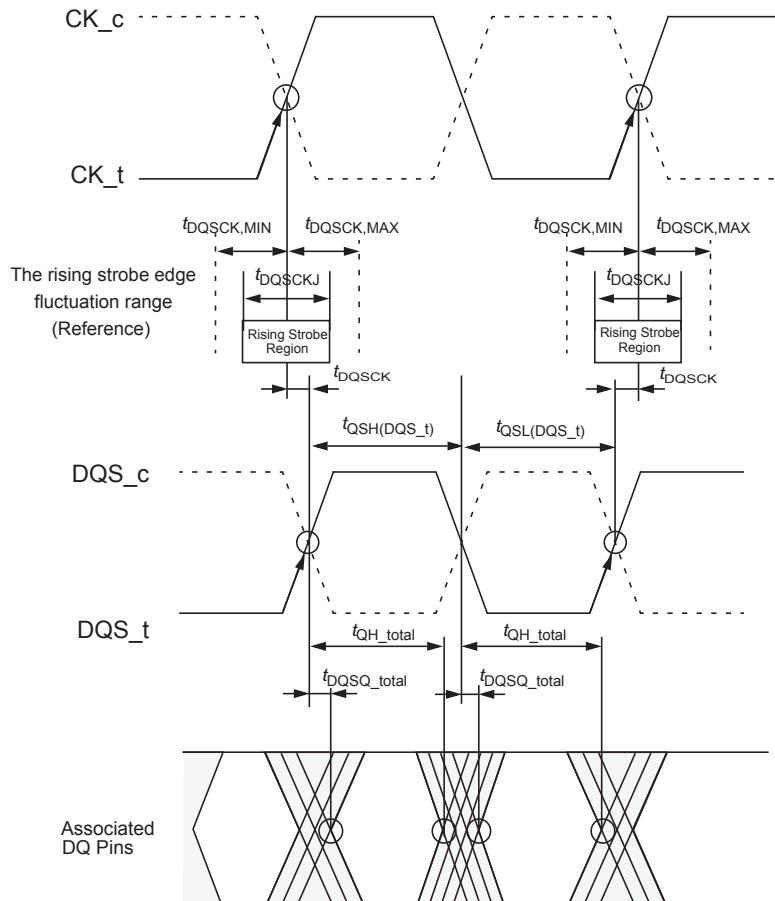 CK_c
CK_t
tDQSCK,MIN tDQSCK,MAX tDQSCK,MIN tDQSCK,MAX
The rising strobe edge
fluctuation range
(Reference)
tDQSCKJ tDQSCKJ
Rising Strobe
Region
Rising Strobe
Region
tDQSCK tDQSCK
tQSH(DQS_t) tQSL(DQS_t)
DQS_c
DQS_t
tQH_total tQH_total
tDQSQ_total tDQSQ_total
Associated
DQ Pins